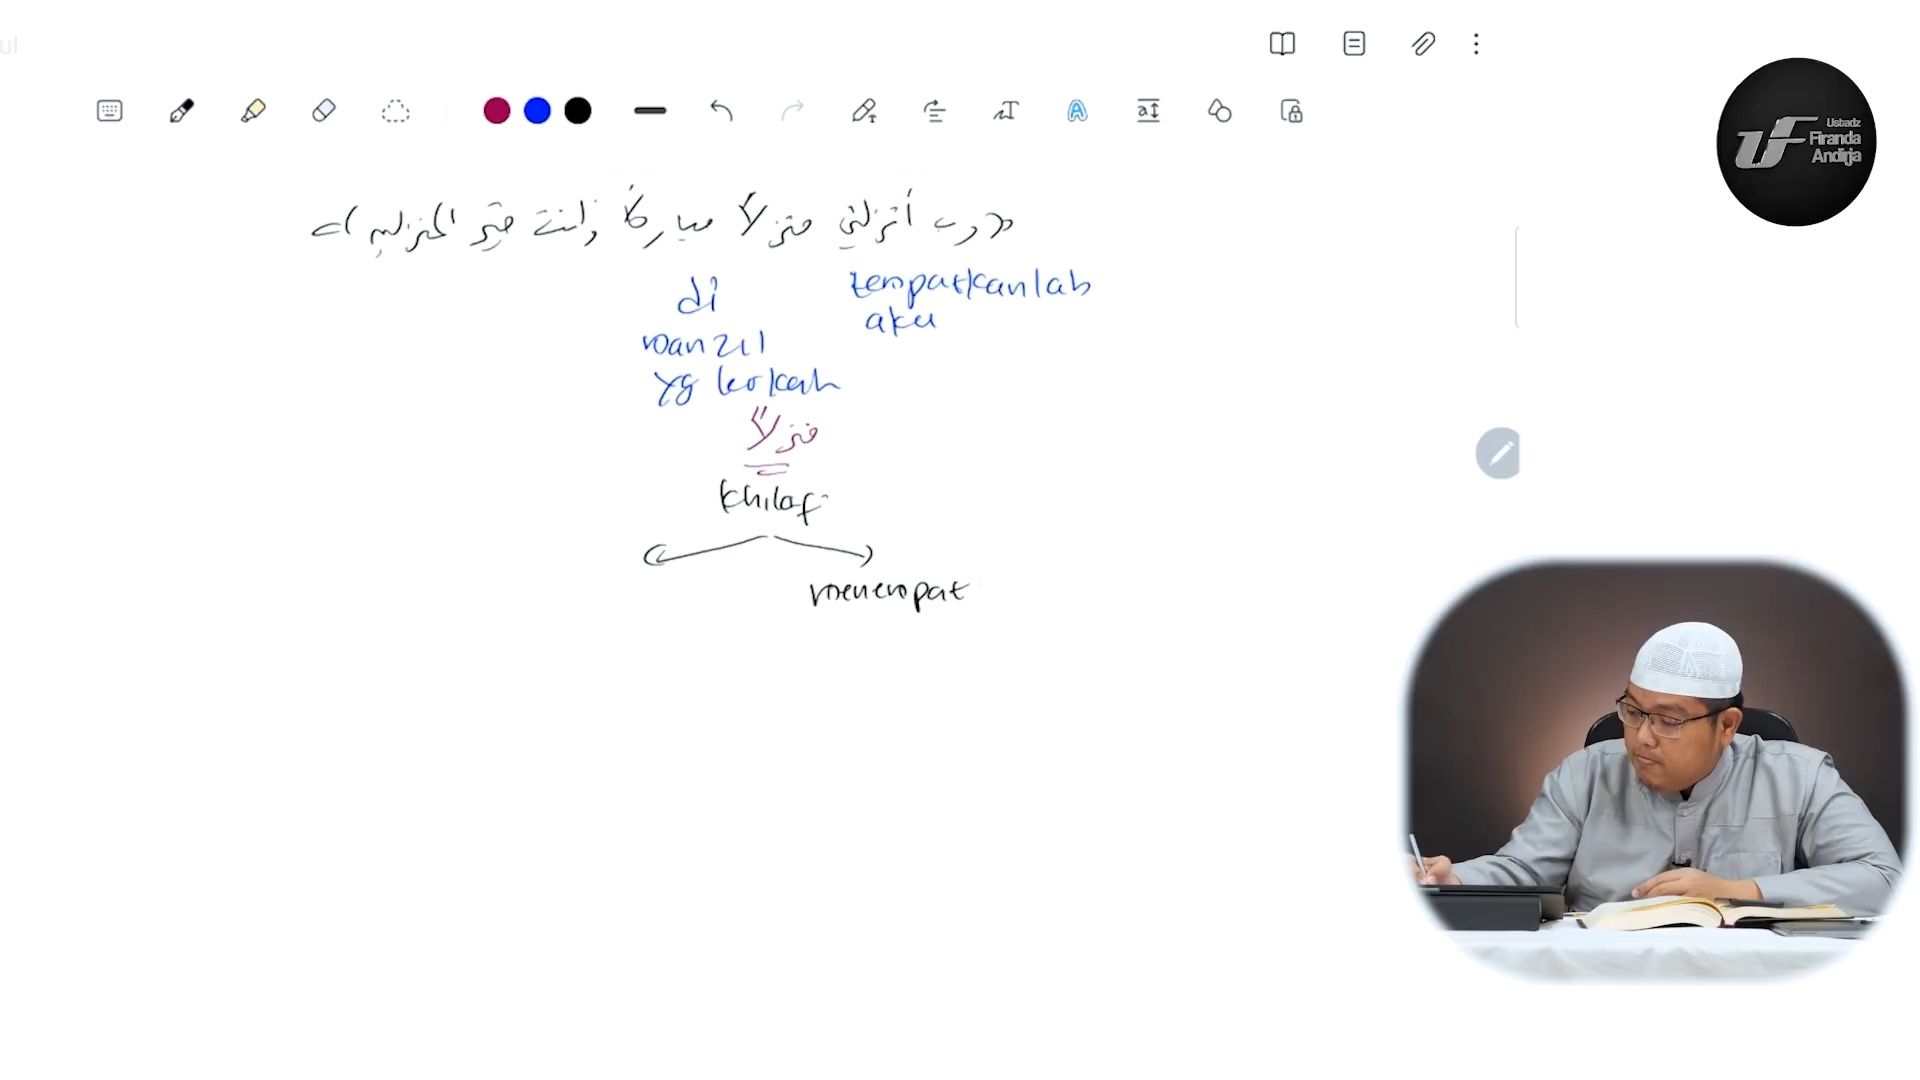 ul
Ustadz
Firanda
Andirja
« رب أنزلني منزلاً مباركاً وأنت خير المنزلين »
di
manzil
yg berkah
tempatkanlah
aku
منزلاً
khilaf
menempat